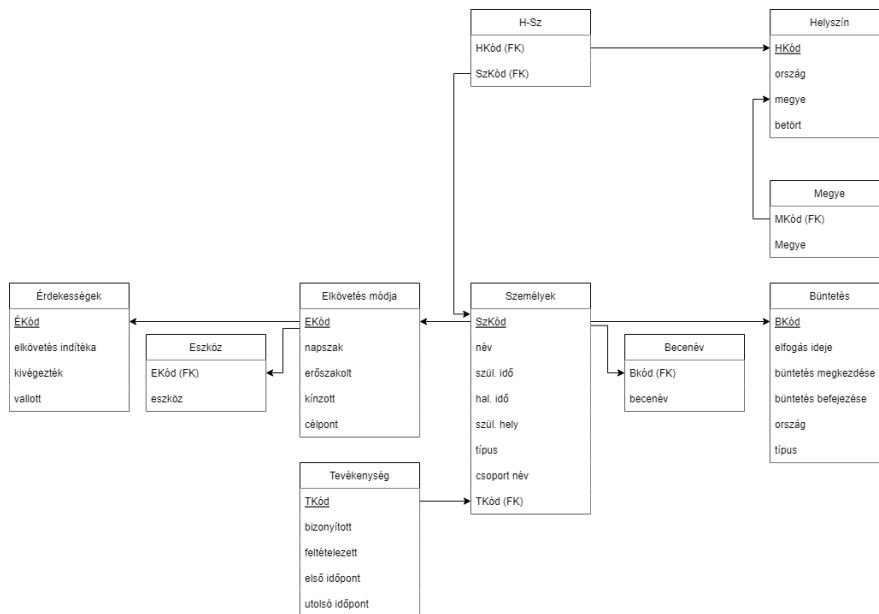 H-Sz
HKód (FK)
SzKód (FK)
Helyszín
HKód
ország
megye
betört
Megye
MKód (FK)
Megye
Érdekességek
ÉKód
elkövetés indítéka
kivégezték
vallott
Eszköz
EKód (FK)
eszköz
Elkövetés módja
EKód
napszak
erőszakolt
kínzott
célpont
Személyek
SzKód
név
szül. idő
hal. idő
szül. hely
típus
csoport név
TKód (FK)
Becenév
Bkód (FK)
becenév
Büntetés
BKód
elfogás ideje
büntetés megkezdése
büntetés befejezése
ország
típus
Tevékenység
TKód
bizonyított
feltételezett
első időpont
utolsó időpont